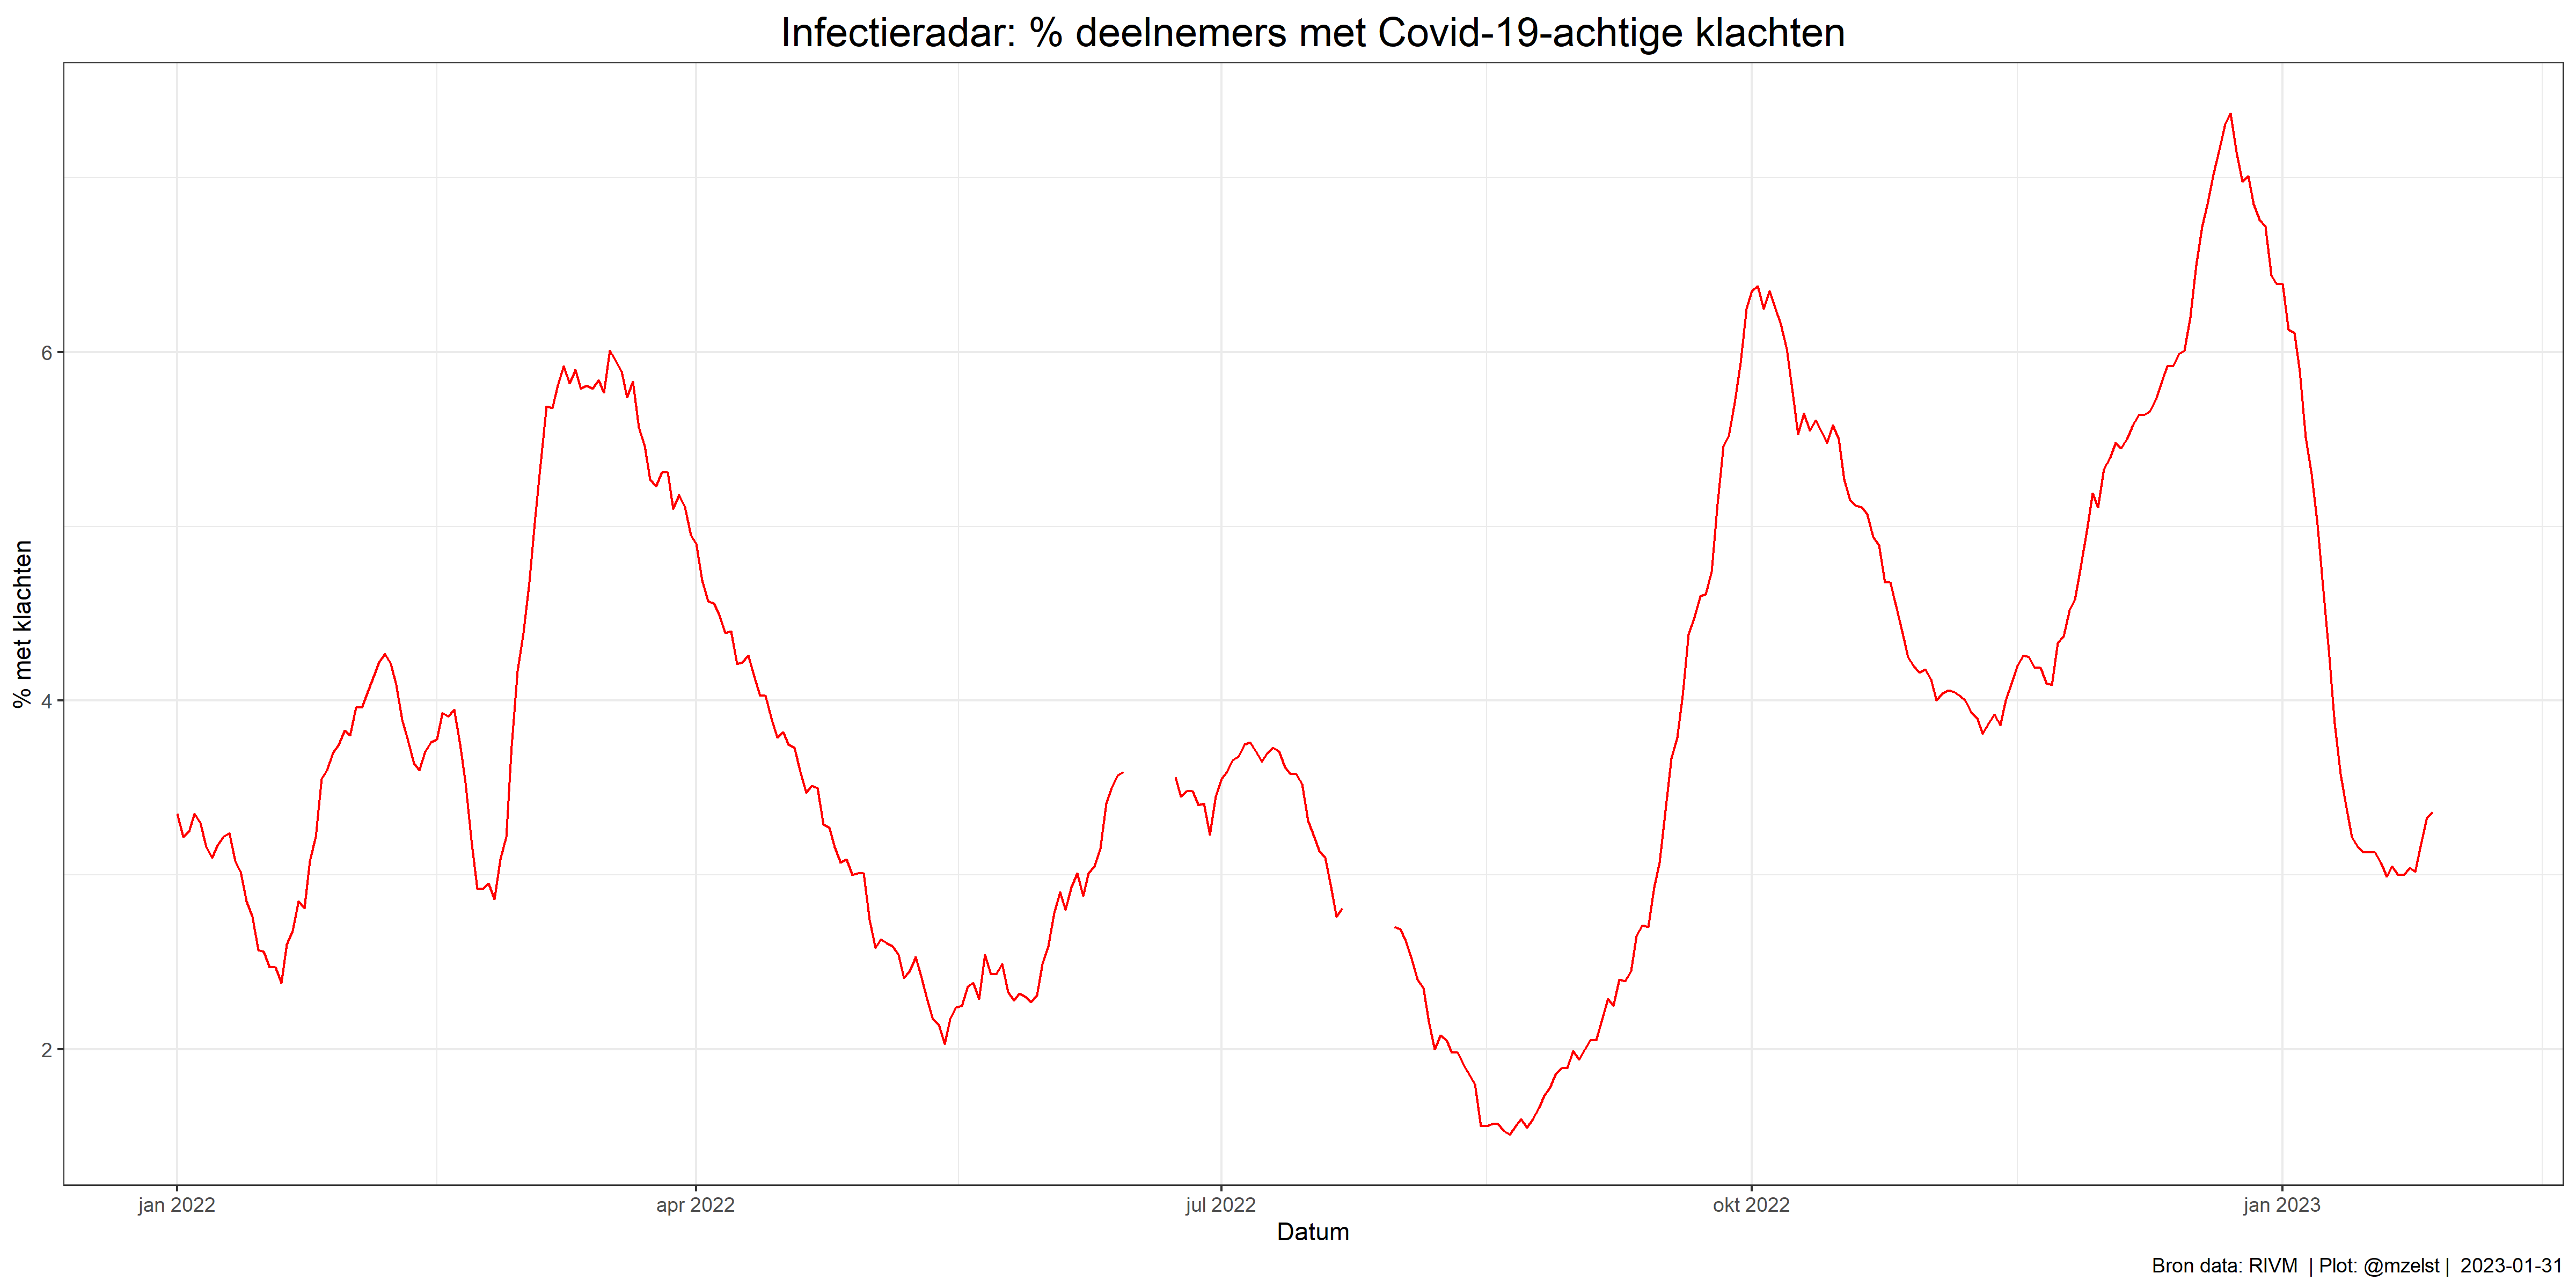 Infectieradar: % deelnemers met Covid-19-achtige klachten
% met klachten
6
4
2
jan 2022
apr 2022
jul 2022
okt 2022
jan 2023
Datum
Bron data: RIVM | Plot: @mzelst | 2023-01-31